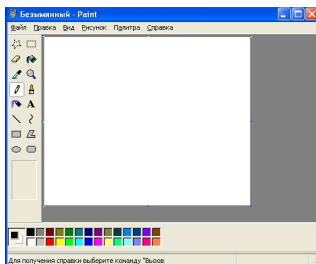 Безымянный - Paint
Файл Правка Вид Рисунок Палитра Справка
A
Для получения справки выберите команду "Вызов